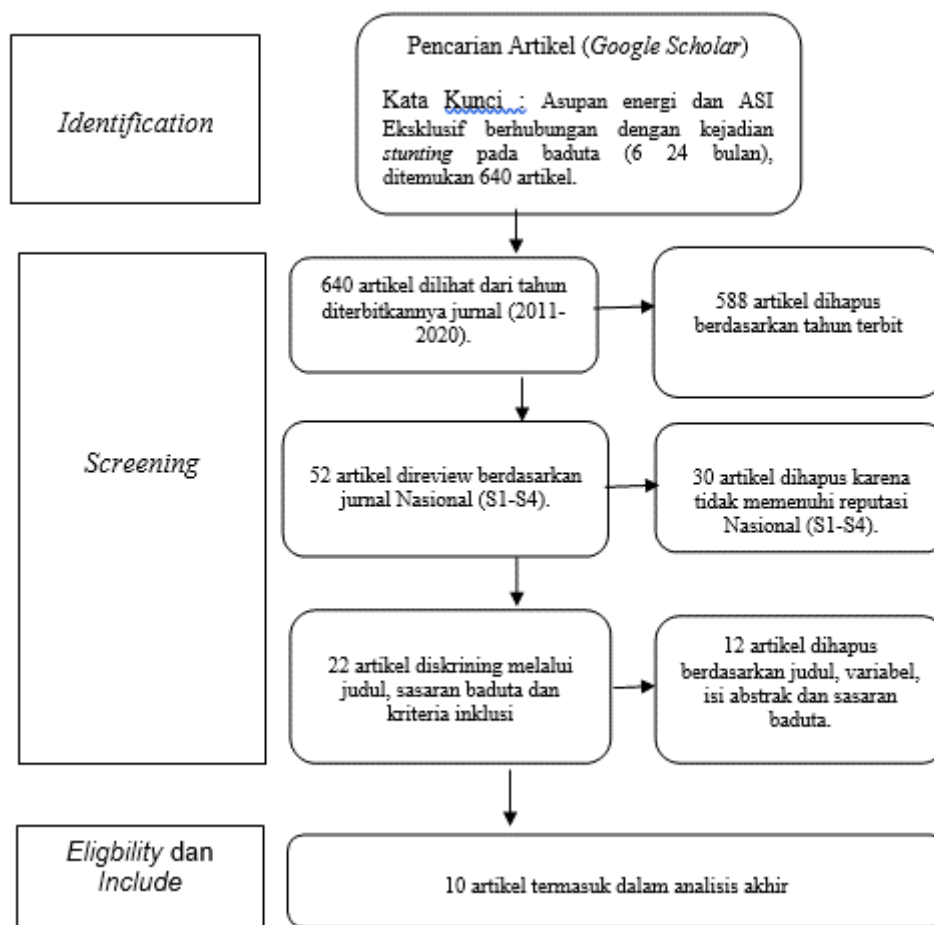 Identification
Pencarian Artikel (Google Scholar)
Kata Kunci : Asupan energi dan ASI
Eksklusif berhubungan dengan kejadian
stunting pada baduta (6 24 bulan),
ditemukan 640 artikel.
Screening
640 artikel dilihat dari tahun
diterbitkannya jurnal (2011-
2020).
588 artikel dihapus
berdasarkan tahun terbit
52 artikel direview berdasarkan
jurnal Nasional (S1-S4).
30 artikel dihapus karena
tidak memenuhi reputasi
Nasional (S1-S4).
22 artikel diskrining melalui
judul, sasaran baduta dan
kriteria inklusi
12 artikel dihapus
berdasarkan judul, variabel,
isi abstrak dan sasaran
baduta.
Eligbility dan
Include
10 artikel termasuk dalam analisis akhir